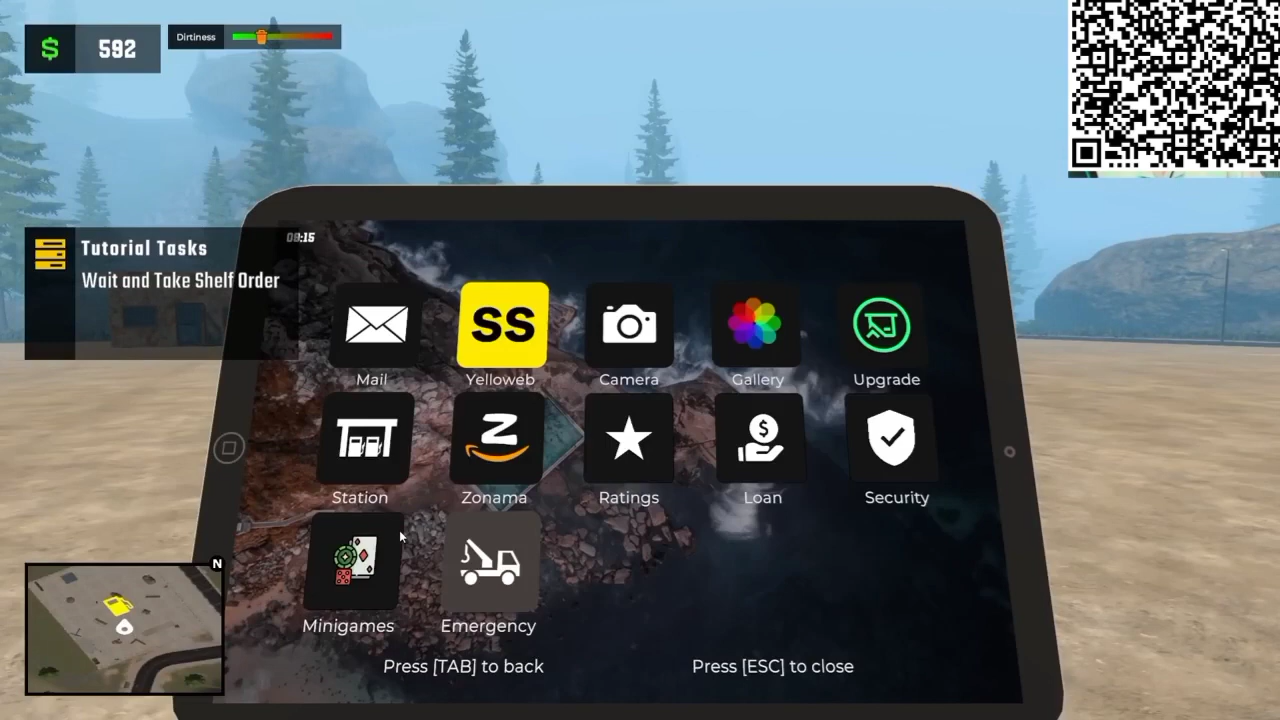 592
Dirtiness
Tutorial Tasks
Wait and Take Shelf Order
08:15
SS
Mail
Yelloweb
Camera
Gallery
Upgrade
Z
Station
Zonama
Ratings
Loan
Security
Minigames
Emergency
Press [TAB] to back
Press [ESC] to close
N